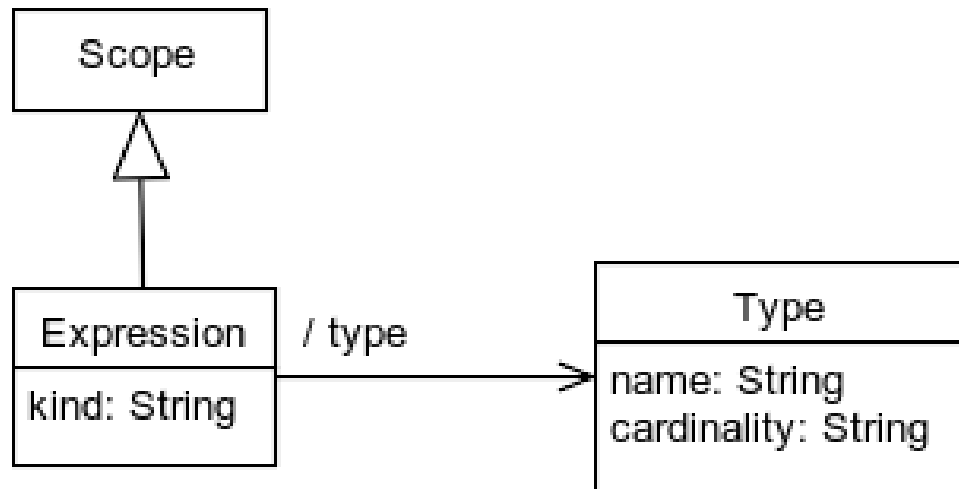 Scope
Expression
kind: String
/ type
Type
name: String
cardinality: String